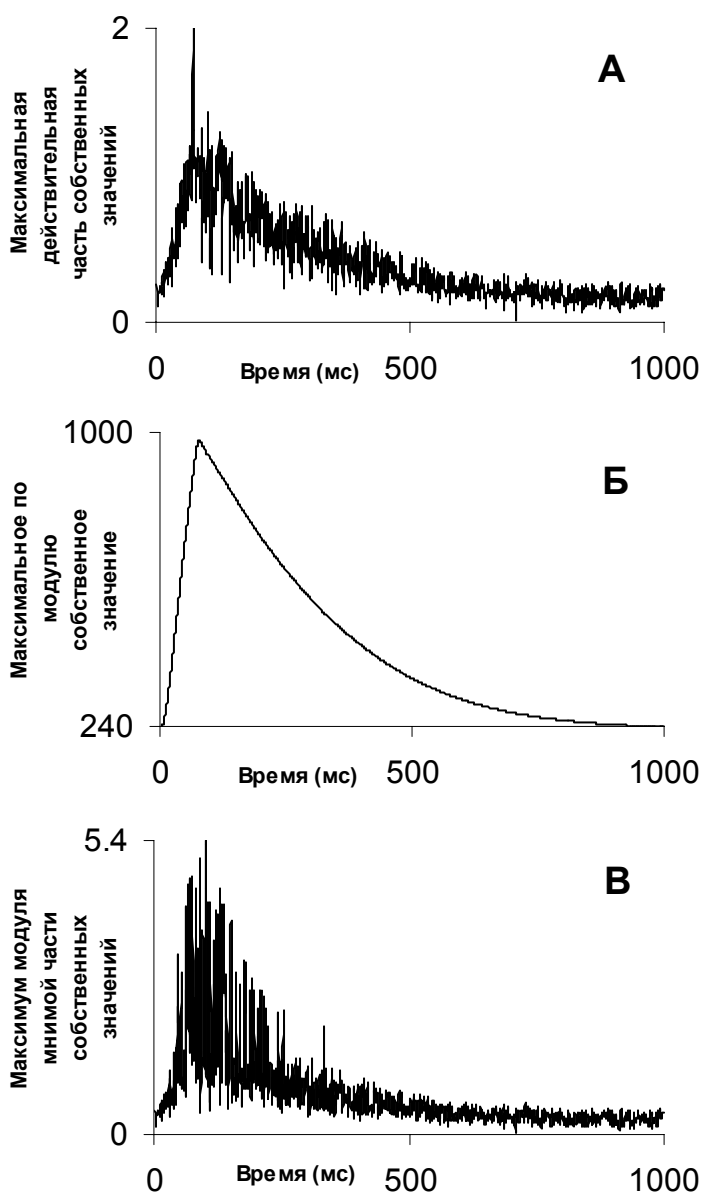 2
А
Максимальная
действительная
часть собственных
значений
0
0
Время (мс)
500
1000
1000
Б
Максимальное по
модулю
собственное
значение
240
0
Время (мс)
500
1000
5.4
В
Максимум модуля
мнимой части
собственных
значений
0
0
Время (мс)
500
1000